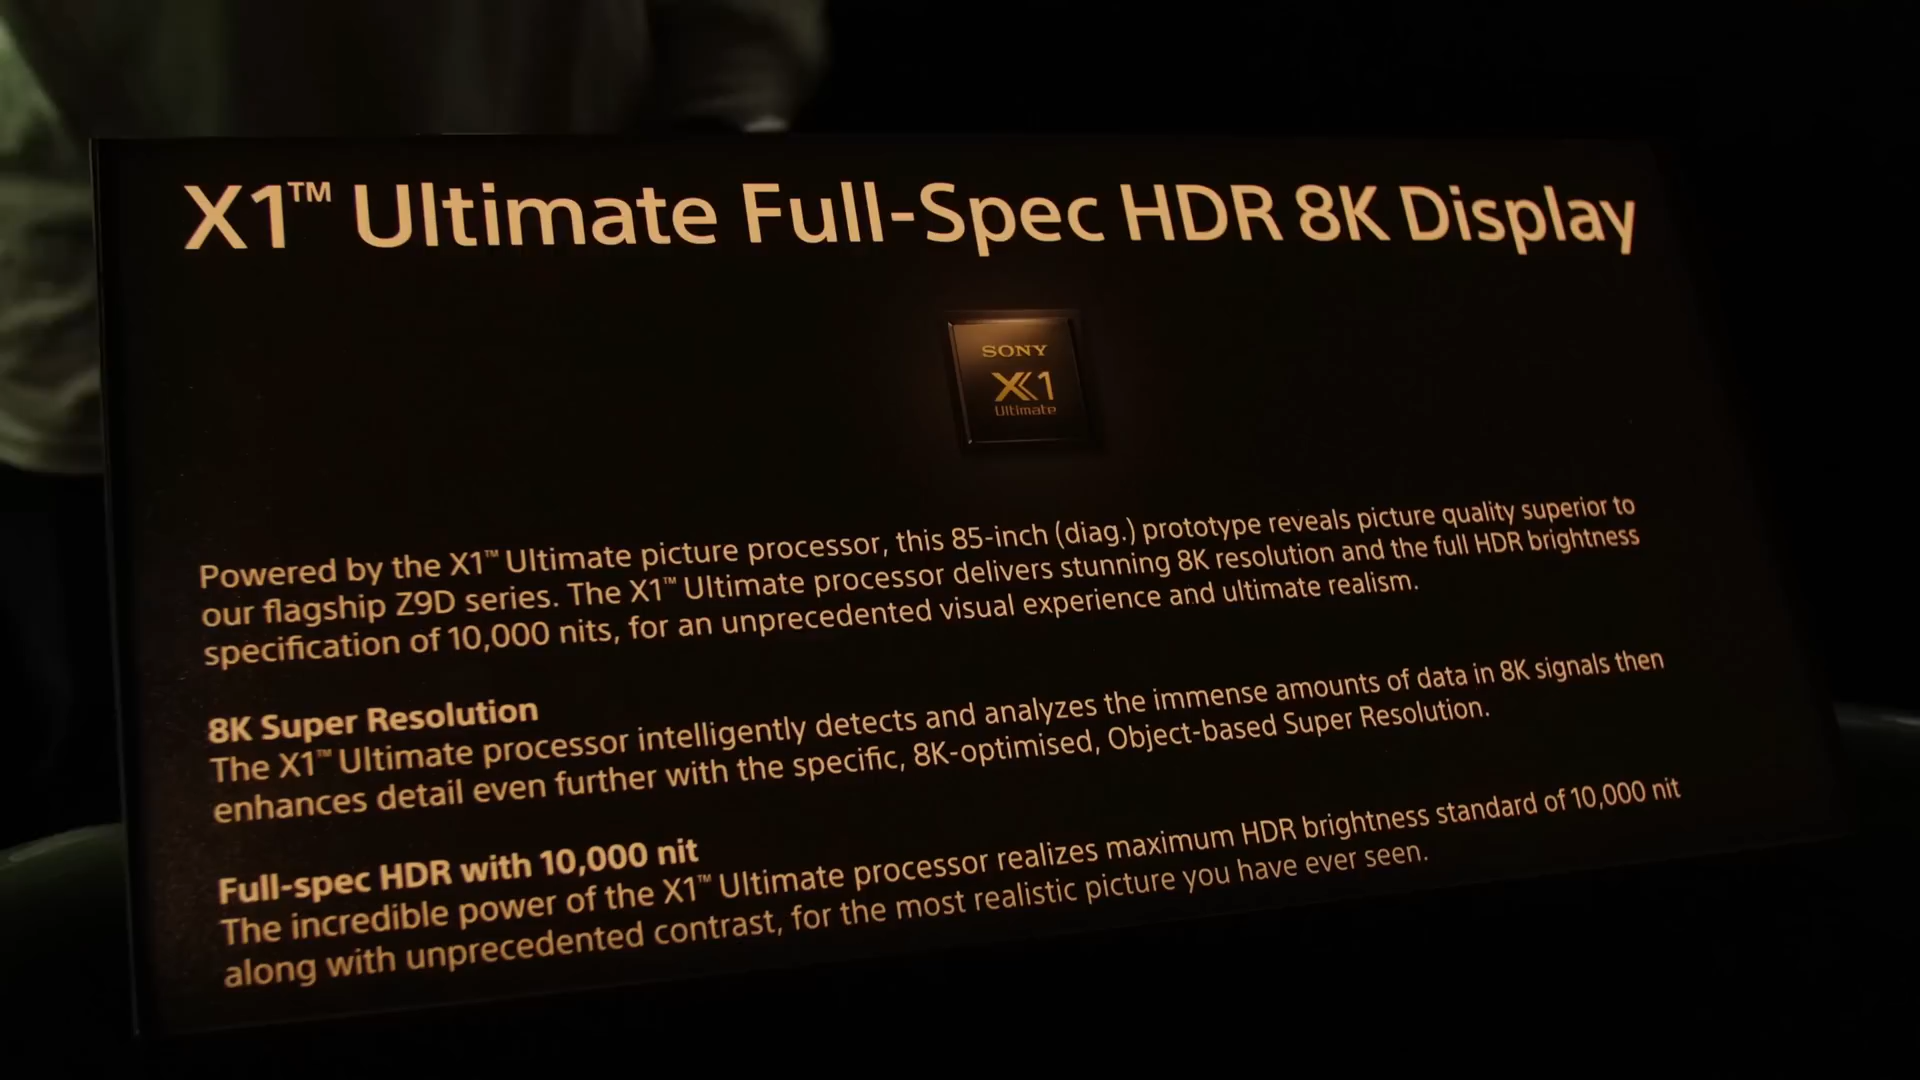 X1™ Ultimate Full-Spec HDR 8K Display
SONY
X1
Ultimate
Powered by the X1™ Ultimate picture processor, this 85-inch (diag.) prototype reveals picture quality superior to
our flagship Z9D series. The X1™ Ultimate processor delivers stunning 8K resolution and the full HDR brightness
specification of 10,000 nits, for an unprecedented visual experience and ultimate realism.
8K Super Resolution
The X1™ Ultimate processor intelligently detects and analyzes the immense amounts of data in 8K signals then
enhances detail even further with the specific, 8K-optimised, Object-based Super Resolution.
Full-spec HDR with 10,000 nit
The incredible power of the X1™ Ultimate processor realizes maximum HDR brightness standard of 10,000 nit
along with unprecedented contrast, for the most realistic picture you have ever seen.